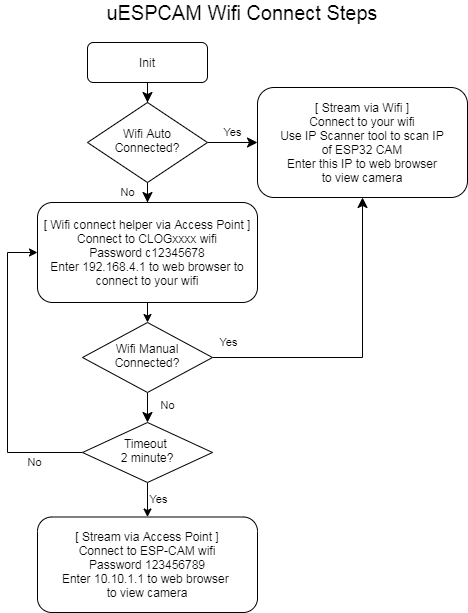 uESPCAM Wifi Connect Steps
Init
Wifi Auto
Connected?
Yes
[ Stream via Wifi ]
Connect to your wifi
Use IP Scanner tool to scan IP
of ESP32 CAM
Enter this IP to web browser
to view camera
No
[ Wifi connect helper via Access Point ]
Connect to CLOGxxxx wifi
Password c12345678
Enter 192.168.4.1 to web browser to
connect to your wifi
Wifi Manual
Connected?
Yes
No
Timeout
2 minute?
No
Yes
[ Stream via Access Point ]
Connect to ESP-CAM wifi
Password 123456789
Enter 10.10.1.1 to web browser
to view camera